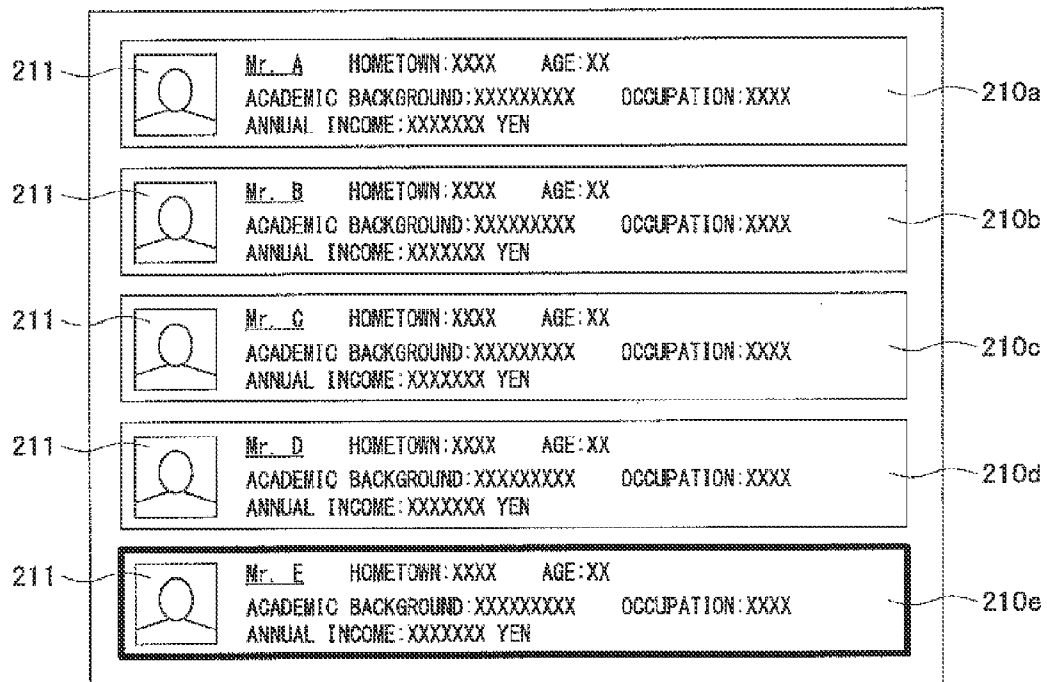 211 Mr. A HOMETOWN:XXXX AGE:XX
ACADEMIC BACKGROUND:XXXXXXXXX OCCUPATION:XXXX 210a
ANNUAL INCOME:XXXXXXX YEN
211 Mr. B HOMETOWN:XXXX AGE:XX
ACADEMIC BACKGROUND:XXXXXXXXX OCCUPATION:XXXX 210b
ANNUAL INCOME:XXXXXXX YEN
211 Mr. C HOMETOWN:XXXX AGE:XX
ACADEMIC BACKGROUND:XXXXXXXXX OCCUPATION:XXXX 210c
ANNUAL INCOME:XXXXXXX YEN
211 Mr. D HOMETOWN:XXXX AGE:XX
ACADEMIC BACKGROUND:XXXXXXXXX OCCUPATION:XXXX 210d
ANNUAL INCOME:XXXXXXX YEN
211 Mr. E HOMETOWN:XXXX AGE:XX
ACADEMIC BACKGROUND:XXXXXXXXX OCCUPATION:XXXX 210e
ANNUAL INCOME:XXXXXXX YEN